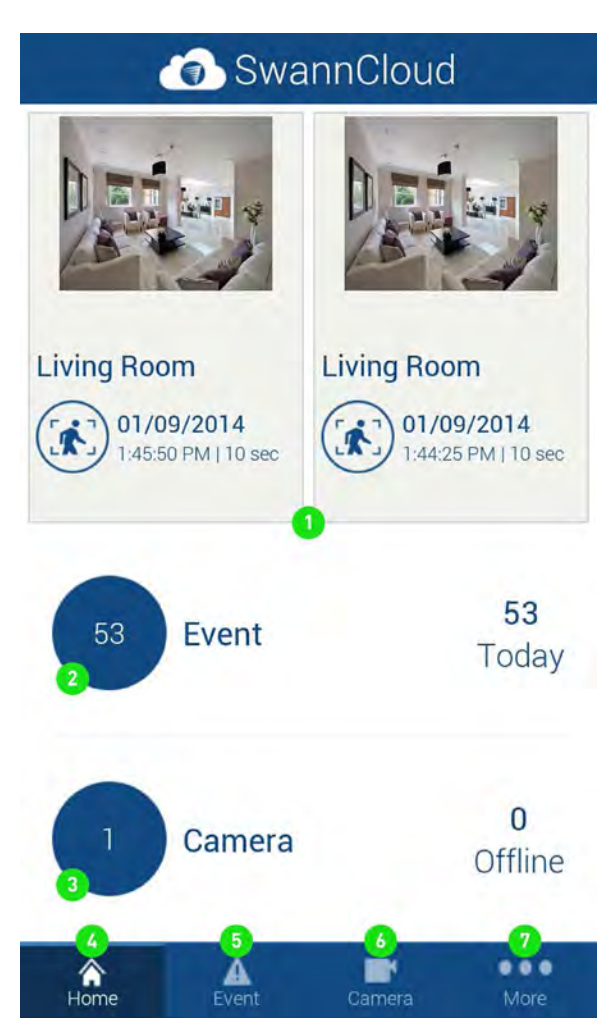 SwannCloud
Living Room
01/09/2014
1:45:50 PM | 10 sec
Living Room
01/09/2014
1:44:25 PM | 10 sec
1
53
Event
53
Today
2
1
Camera
0
Offline
3
4
5
6
7
Home
Event
Camera
More